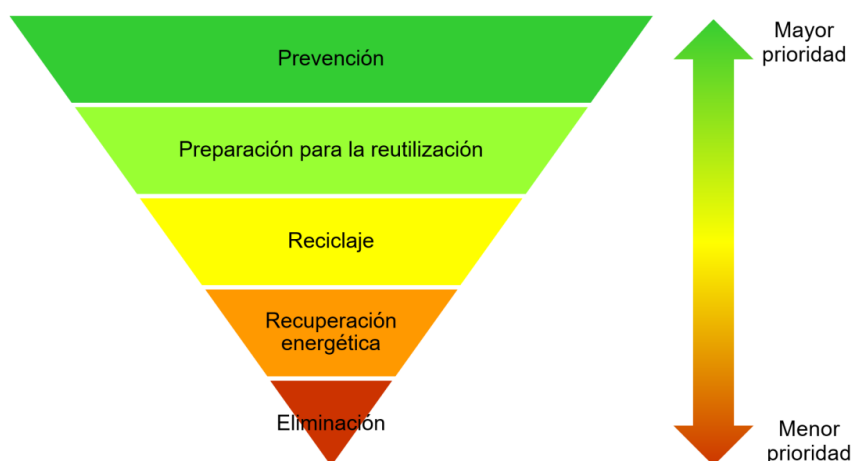 Prevención
Preparación para la reutilización
Reciclaje
Recuperación
energética
Eliminación
Mayor
prioridad
Menor
prioridad